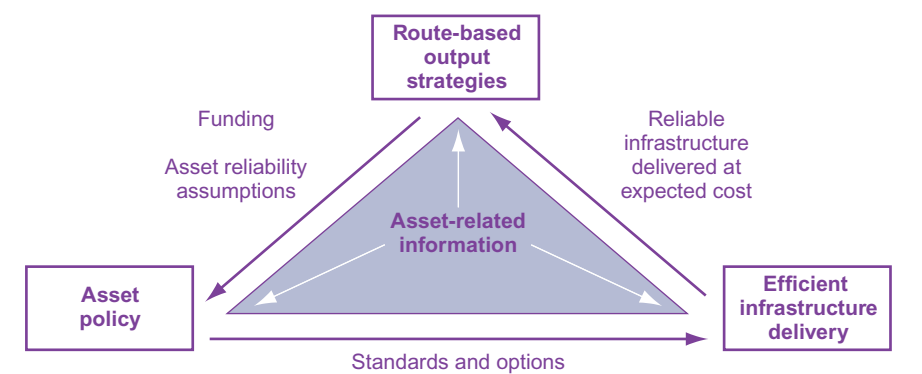 Route-based
output
strategies
Funding
Asset reliability
assumptions
Reliable
infrastructure
delivered at
expected cost
Asset-related
information
Asset
policy
Efficient
infrastructure
delivery
Standards and options